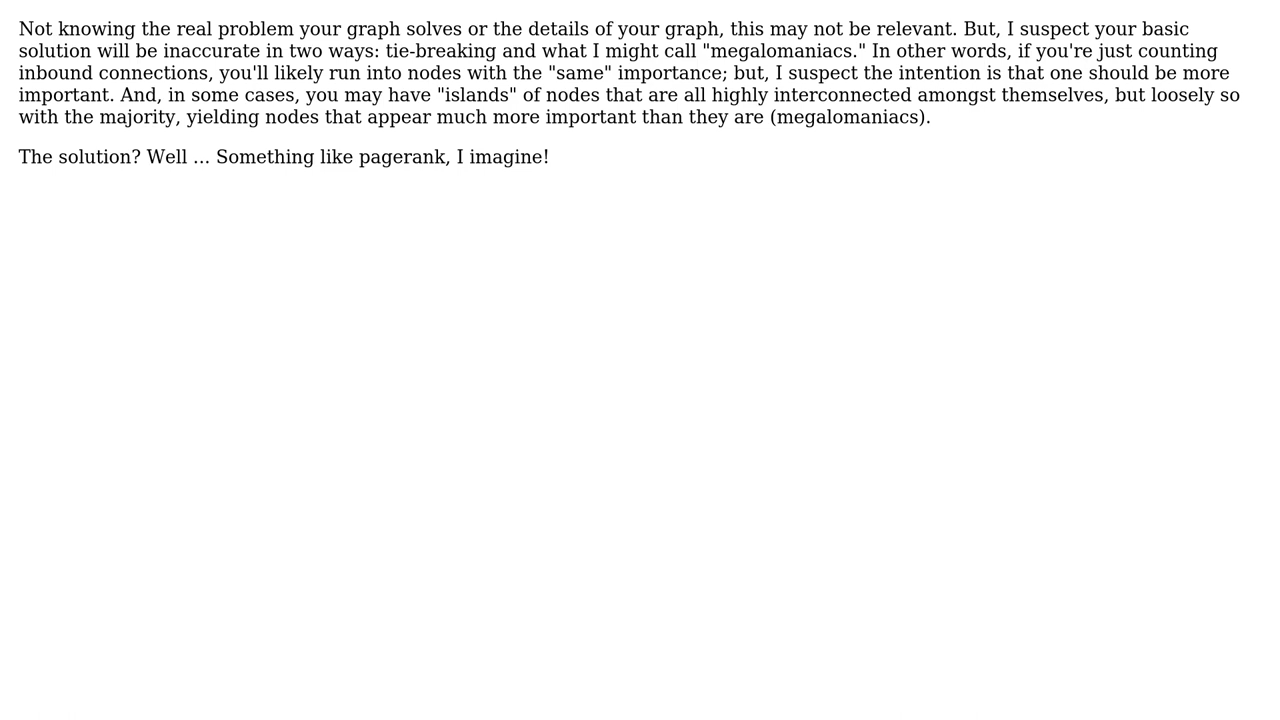 Not knowing the real problem your graph solves or the details of your graph, this may not be relevant. But, I suspect your basic
solution will be inaccurate in two ways: tie-breaking and what I might call "megalomaniacs." In other words, if you're just counting
inbound connections, you'll likely run into nodes with the "same" importance; but, I suspect the intention is that one should be more
important. And, in some cases, you may have "islands" of nodes that are all highly interconnected amongst themselves, but loosely so
with the majority, yielding nodes that appear much more important than they are (megalomaniacs).
The solution? Well ... Something like pagerank, I imagine!